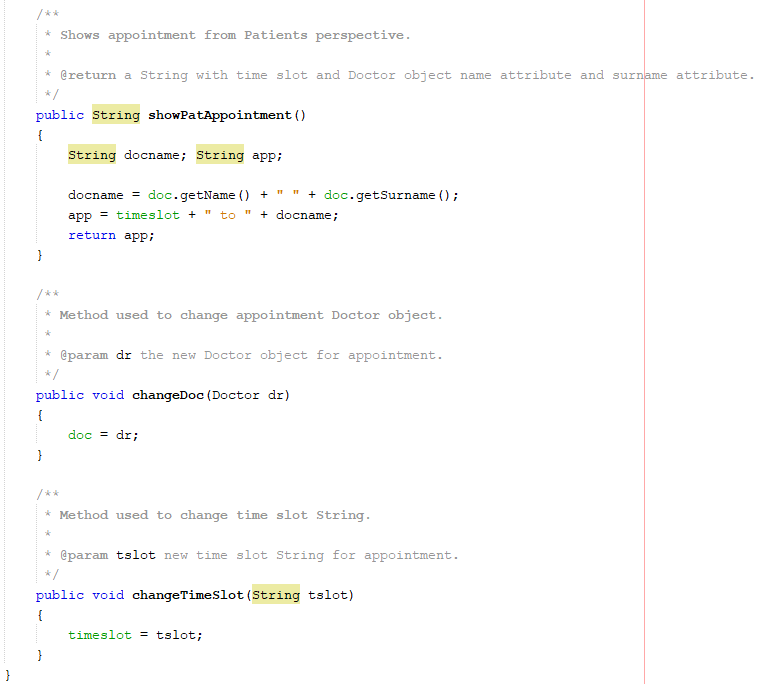 /**
 * Shows appointment from Patients perspective.
 *
 * @return a String with time slot and Doctor object name attribute and surname attribute.
 */
public String showPatAppointment()
{
    String docname; String app;

    docname = doc.getName() + " " + doc.getSurname();
    app = timeslot + " to " + docname;
    return app;
}

/**
 * Method used to change appointment Doctor object.
 *
 * @param dr the new Doctor object for appointment.
 */
public void changeDoc(Doctor dr)
{
    doc = dr;
}

/**
 * Method used to change time slot String.
 *
 * @param tslot new time slot String for appointment.
 */
public void changeTimeSlot(String tslot)
{
    timeslot = tslot;
}
}